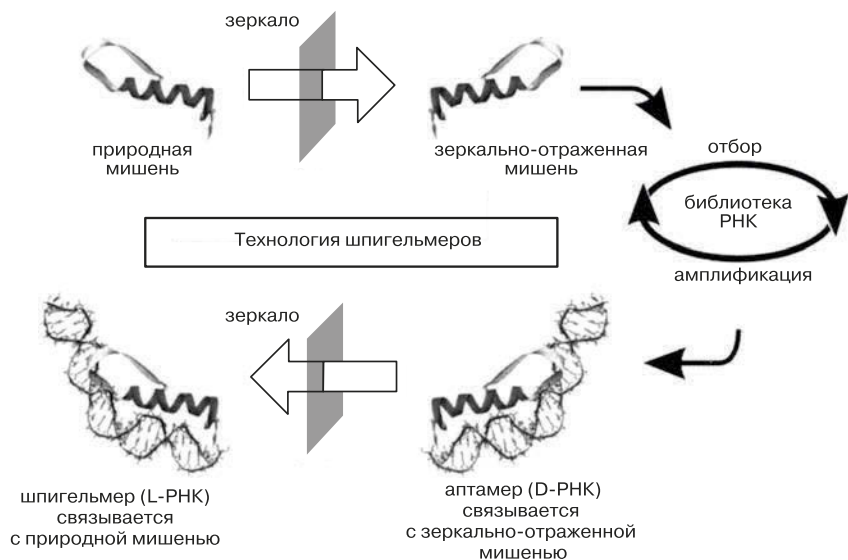 зеркало
природная
мишень
зеркально-отраженная
мишень
отбор
библиотека
РНК
амплификация
Технология шпигельмеров
зеркало
шпигельмер (L-РНК)
связывается
с природной мишенью
аптамер (D-РНК)
связывается
с зеркально-отраженной
мишенью